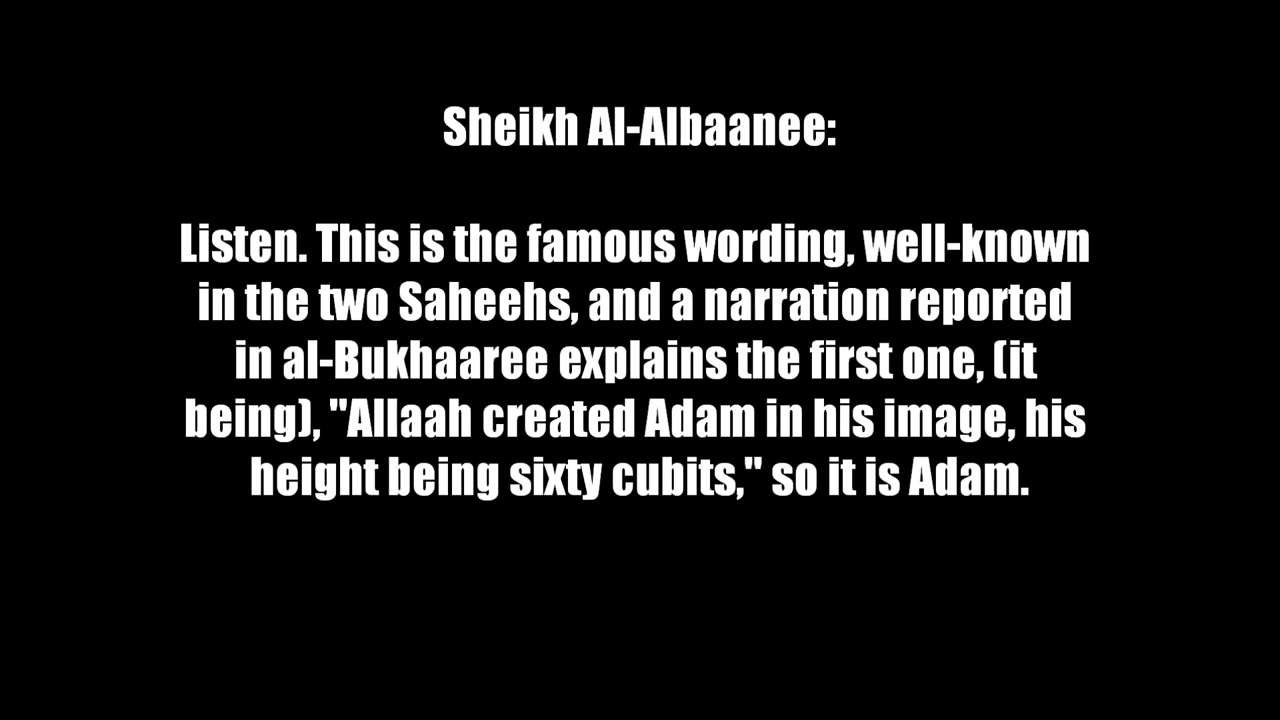 Sheikh Al-Albaanee:
Listen. This is the famous wording, well-known
in the two Saheehs, and a narration reported
in al-Bukhaaree explains the first one, (it
being), "Allaah created Adam in his image, his
height being sixty cubits," so it is Adam.